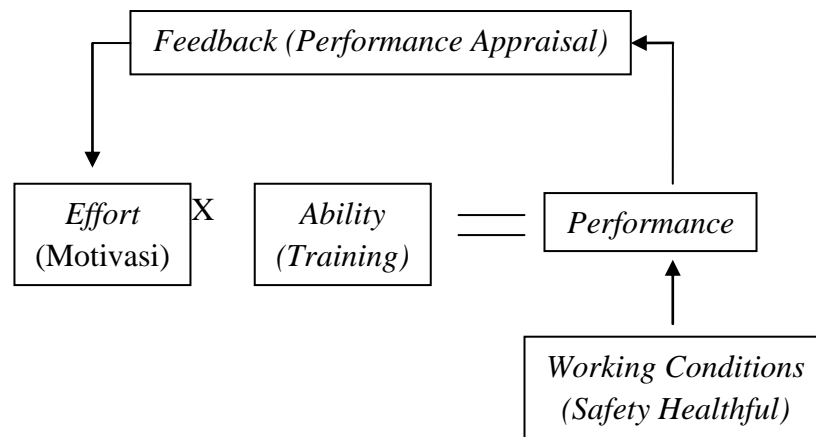 Feedback (Performance Appraisal)
Effort
(Motivasi)
X
Ability
(Training)
Performance
Working Conditions
(Safety Healthful)